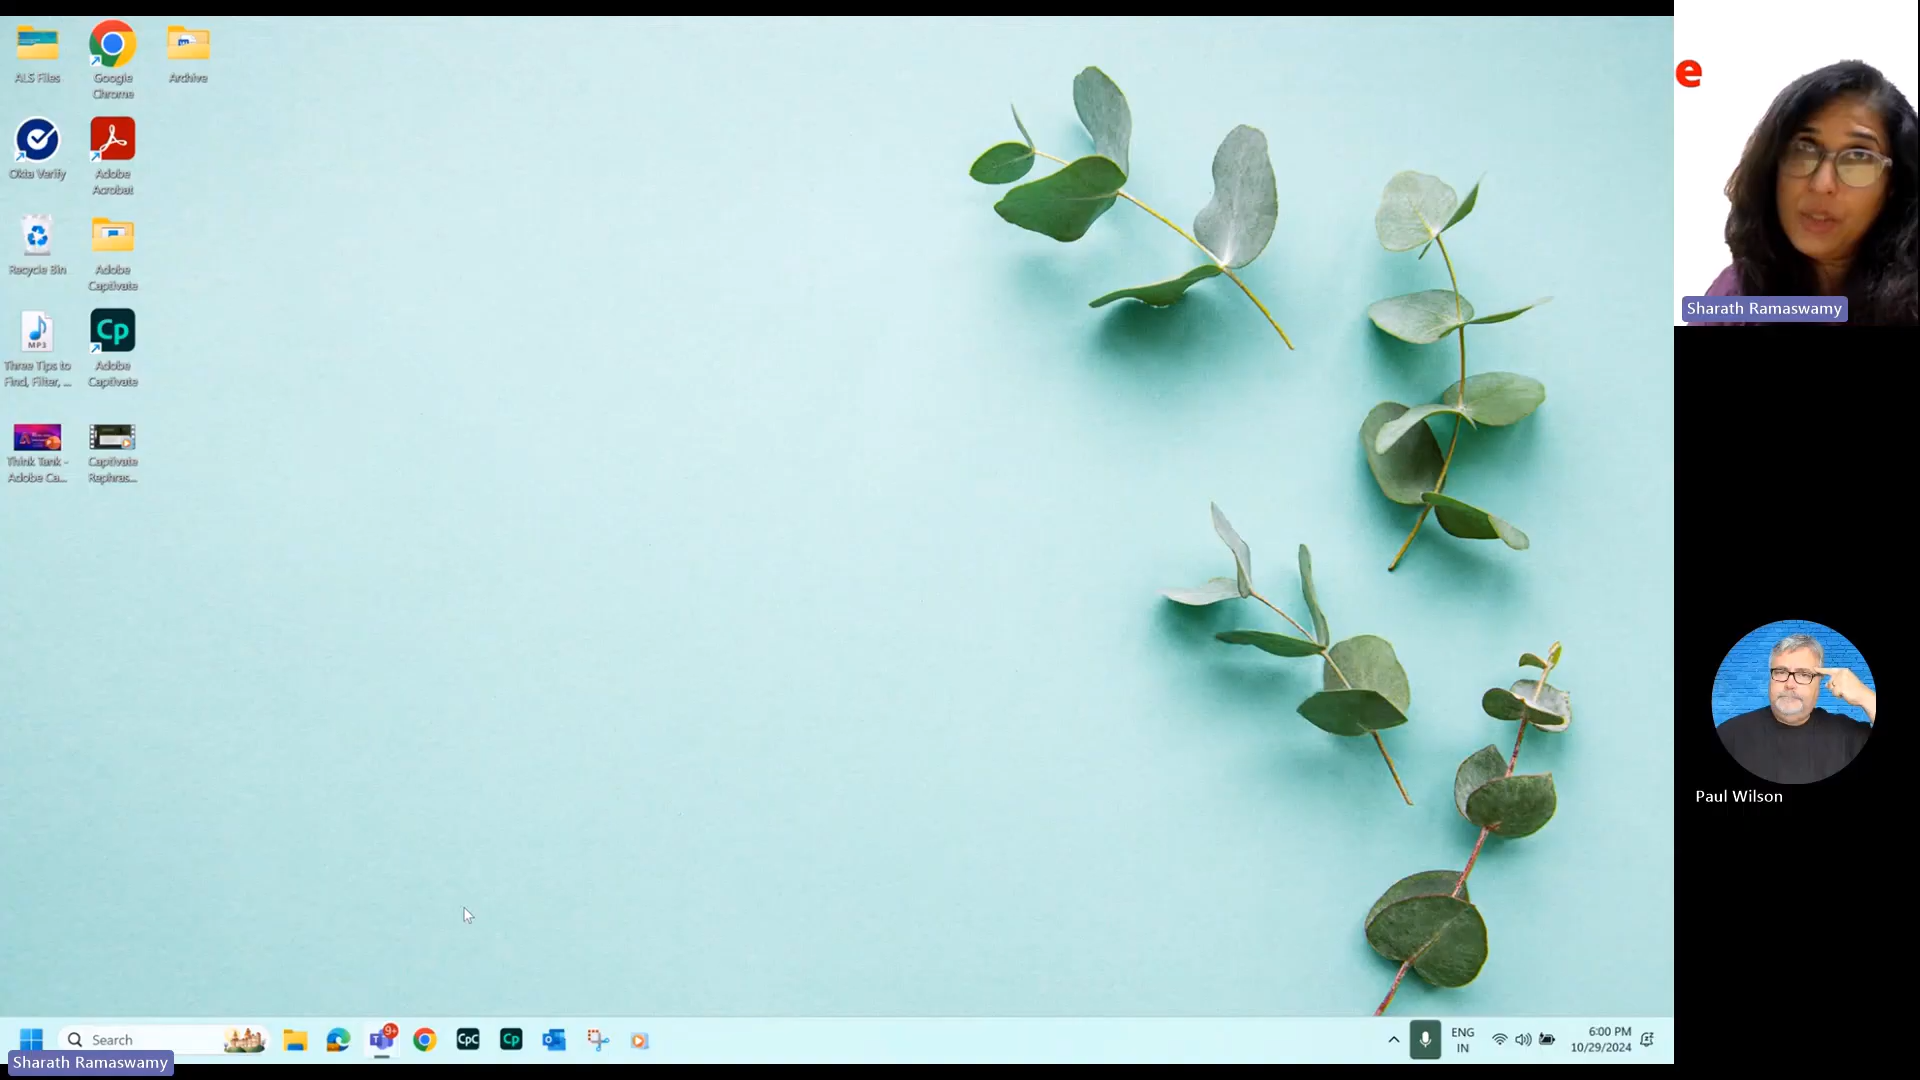 ALS Files
Google
Chrome
Archive
Okta Verify
Adobe
Acrobat
Recycle Bin
Adobe
Captivate
MP3
Three Tips to
Find, Filter, ...
Cp
Adobe
Captivate
Think Tank -
Adobe Ca...
Captivate
Rephras...
e
Sharath Ramaswamy
Paul Wilson
Search
9+
CpC
Cp
ENG
IN
6:00 PM
10/29/2024
Sharath Ramaswamy